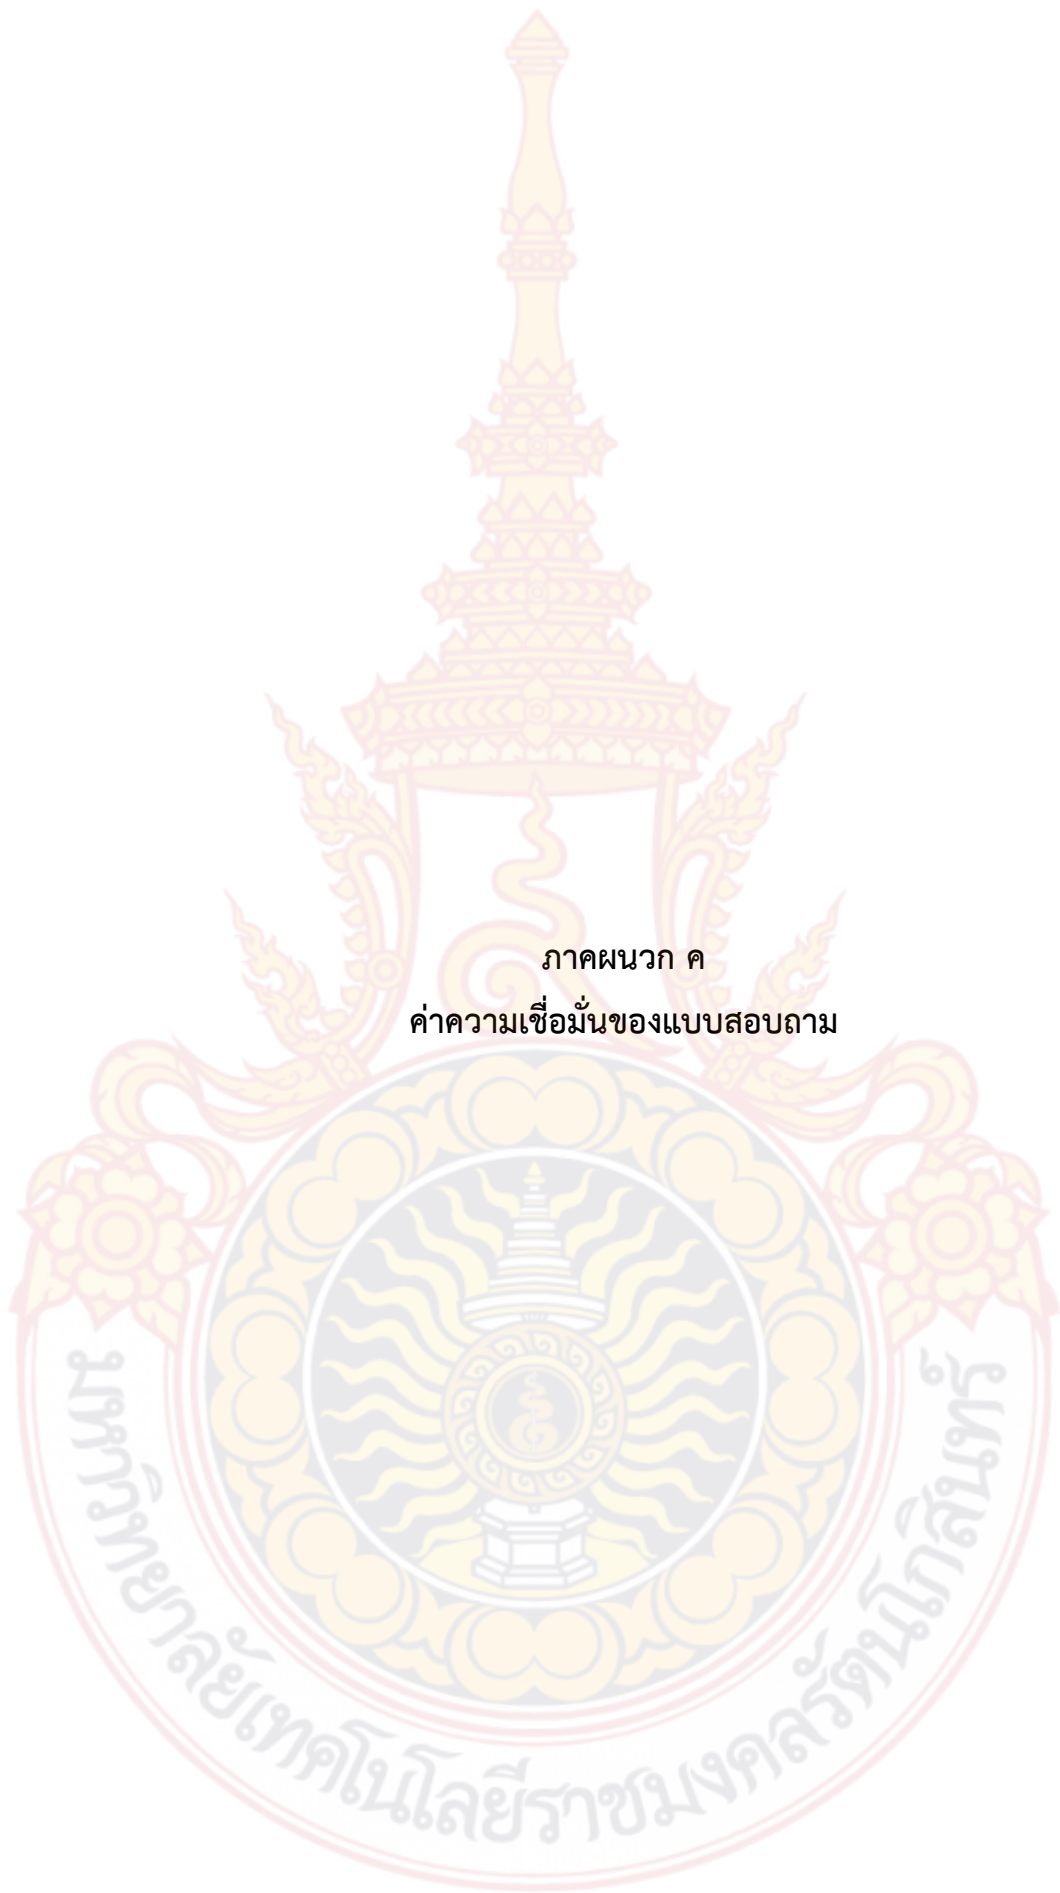 ภาคผนวก ค
ค่าความเชื่อมั่นของแบบสอบถาม
มหาวิทยาลัยเทคโนโลยีราชมงคลรัตนโกสินทร์